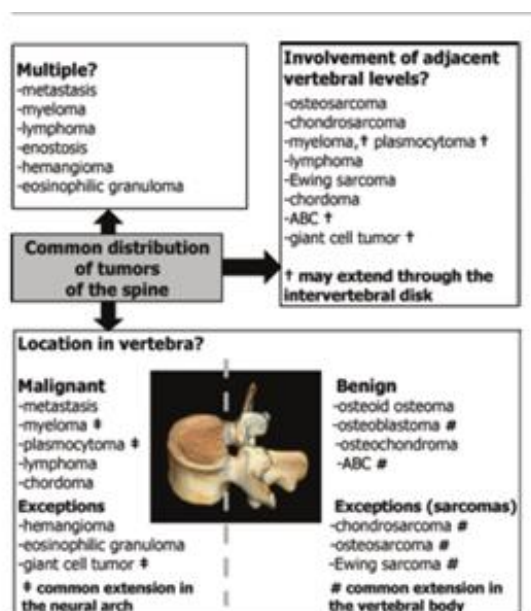 Multiple?
-metastasis
-myeloma
-lymphoma
-enostosis
-hemangioma
-eosinophilic granuloma
Involvement of adjacent
vertebral levels?
-osteosarcoma
-chondrosarcoma
-myeloma,† plasmocytoma †
-lymphoma
-Ewing sarcoma
-chordoma
-ABC †
-giant cell tumor †
† may extend through the
intervertebral disk
Common distribution
of tumors
of the spine
Location in vertebra?
Malignant
-metastasis
-myeloma ‡
-plasmocytoma ‡
-lymphoma
-chordoma
Exceptions
-hemangioma
-eosinophilic granuloma
-giant cell tumor ‡
‡ common extension in
the neural arch
Benign
-osteoid osteoma
-osteoblastoma #
-osteochondroma
-ABC #
Exceptions (sarcomas)
-chondrosarcoma #
-osteosarcoma #
-Ewing sarcoma #
# common extension in
the vertebral body